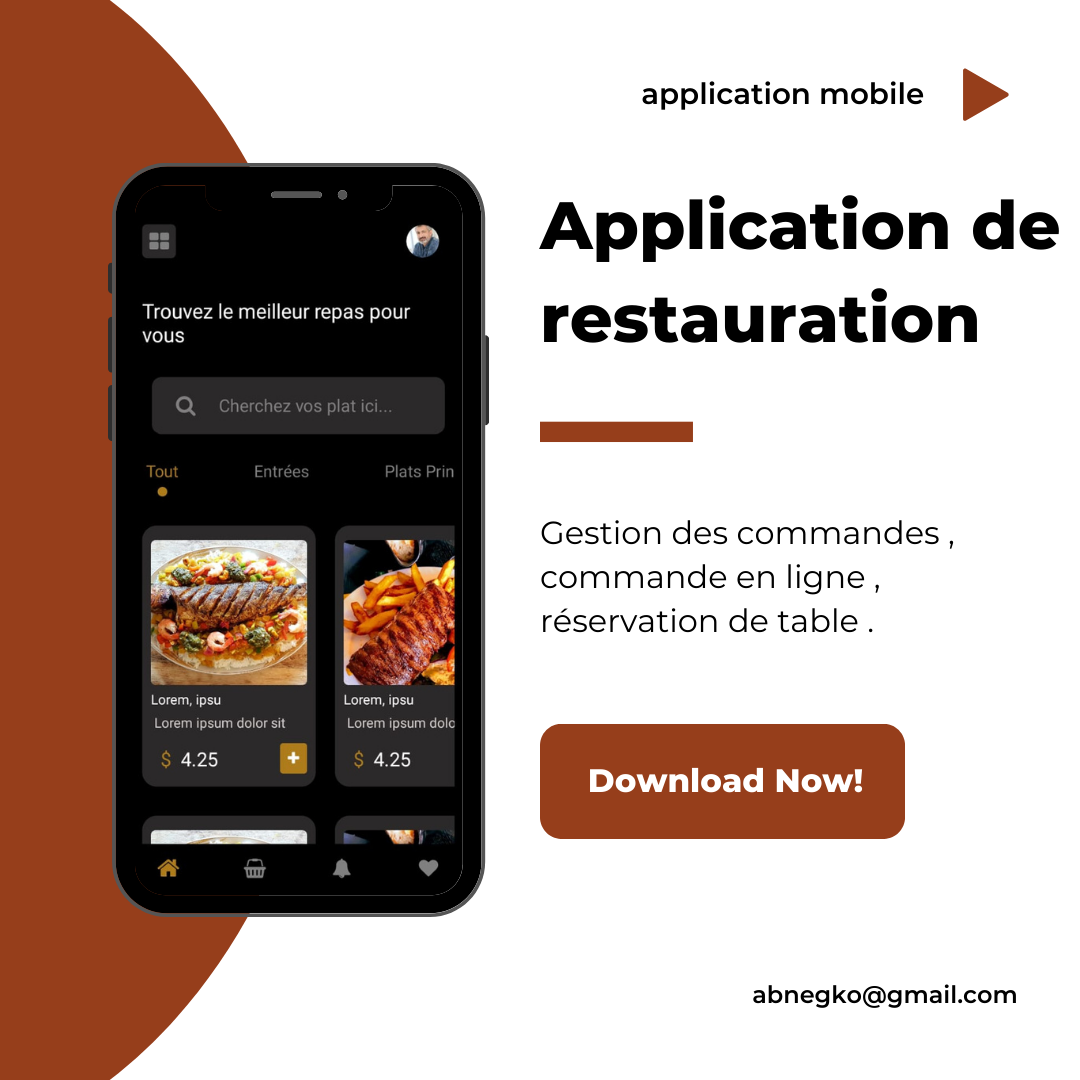 application mobile
Application de
restauration
Trouvez le meilleur repas pour
vous
Cherchez vos plat ici...
Tout Entrées Plats Prin
Lorem, ipsu
Lorem ipsum dolor sit
$ 4.25
Lorem, ipsu
Lorem ipsum dolo
$ 4.25
Gestion des commandes ,
commande en ligne ,
réservation de table .
Download Now!
abnegko@gmail.com